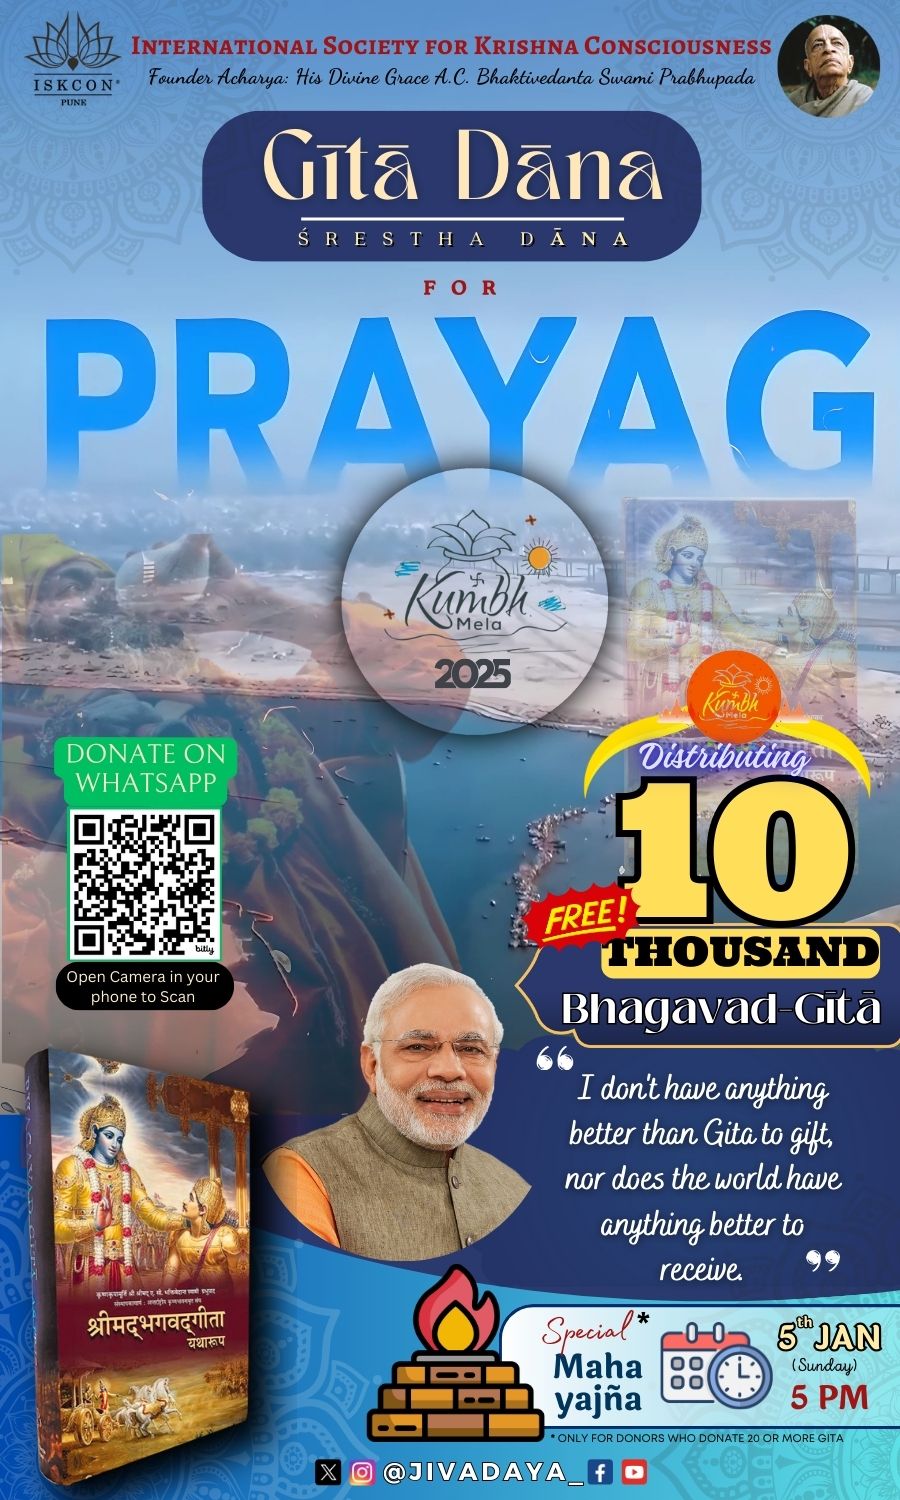 ISKCON®
PUNE
International Society for Krishna Consciousness
Founder Acharya: His Divine Grace A.C. Bhaktivedanta Swami Prabhupada
Gītā Dāna
ŚRESTHA DĀNA
FOR
PRAYAG
Kumbh
Mela
2025
Kumbh
Mela
Distributing
10
FREE!
THOUSAND
Bhagavad-Gītā
DONATE ON
WHATSAPP
bitly
Open Camera in your
phone to Scan
“I don't have anything
better than Gita to gift,
nor does the world have
anything better to
receive.”
श्रीमद्भगवद्गीता
यथारूप
Special*
Maha
yajña
5th JAN
(Sunday)
5 PM
* ONLY FOR DONORS WHO DONATE 20 OR MORE GITA
@JIVADAYA_